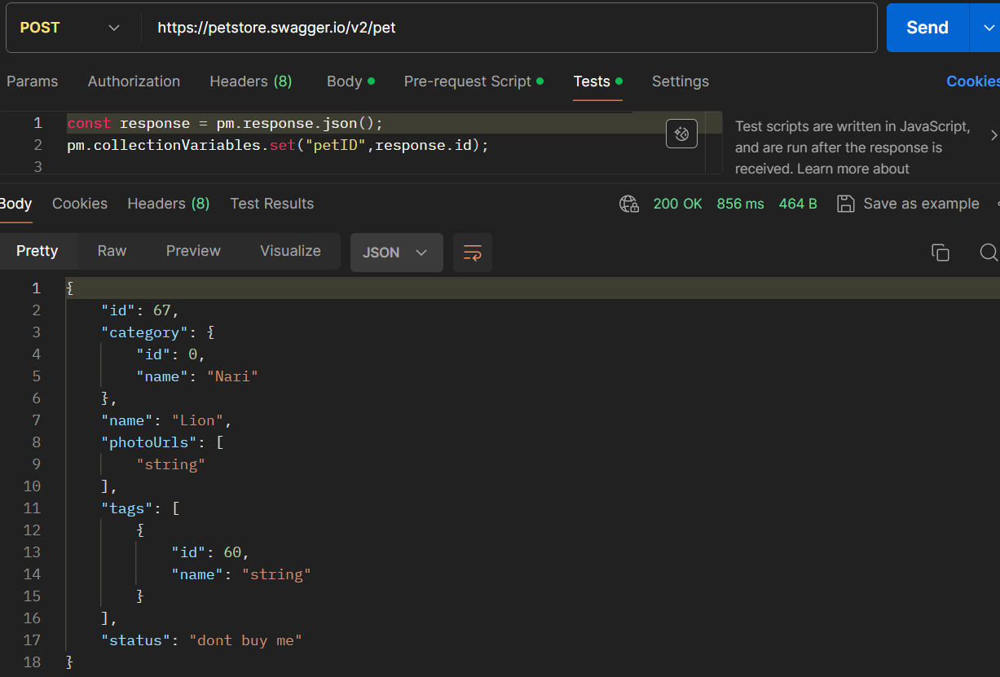 POST https://petstore.swagger.io/v2/pet Send
Params Authorization Headers (8) Body Pre-request Script Tests Settings Cookies
1 const response = pm.response.json();
2 pm.collectionVariables.set("petID",response.id);
3
Test scripts are written in JavaScript,
and are run after the response is
received. Learn more about
Body Cookies Headers (8) Test Results 200 OK 856 ms 464 B Save as example
Pretty Raw Preview Visualize JSON
1 {
2 "id": 67,
3 "category": {
4 "id": 0,
5 "name": "Nari"
6 },
7 "name": "Lion",
8 "photoUrls": [
9 "string"
10 ],
11 "tags": [
12 {
13 "id": 60,
14 "name": "string"
15 }
16 ],
17 "status": "dont buy me"
18 }